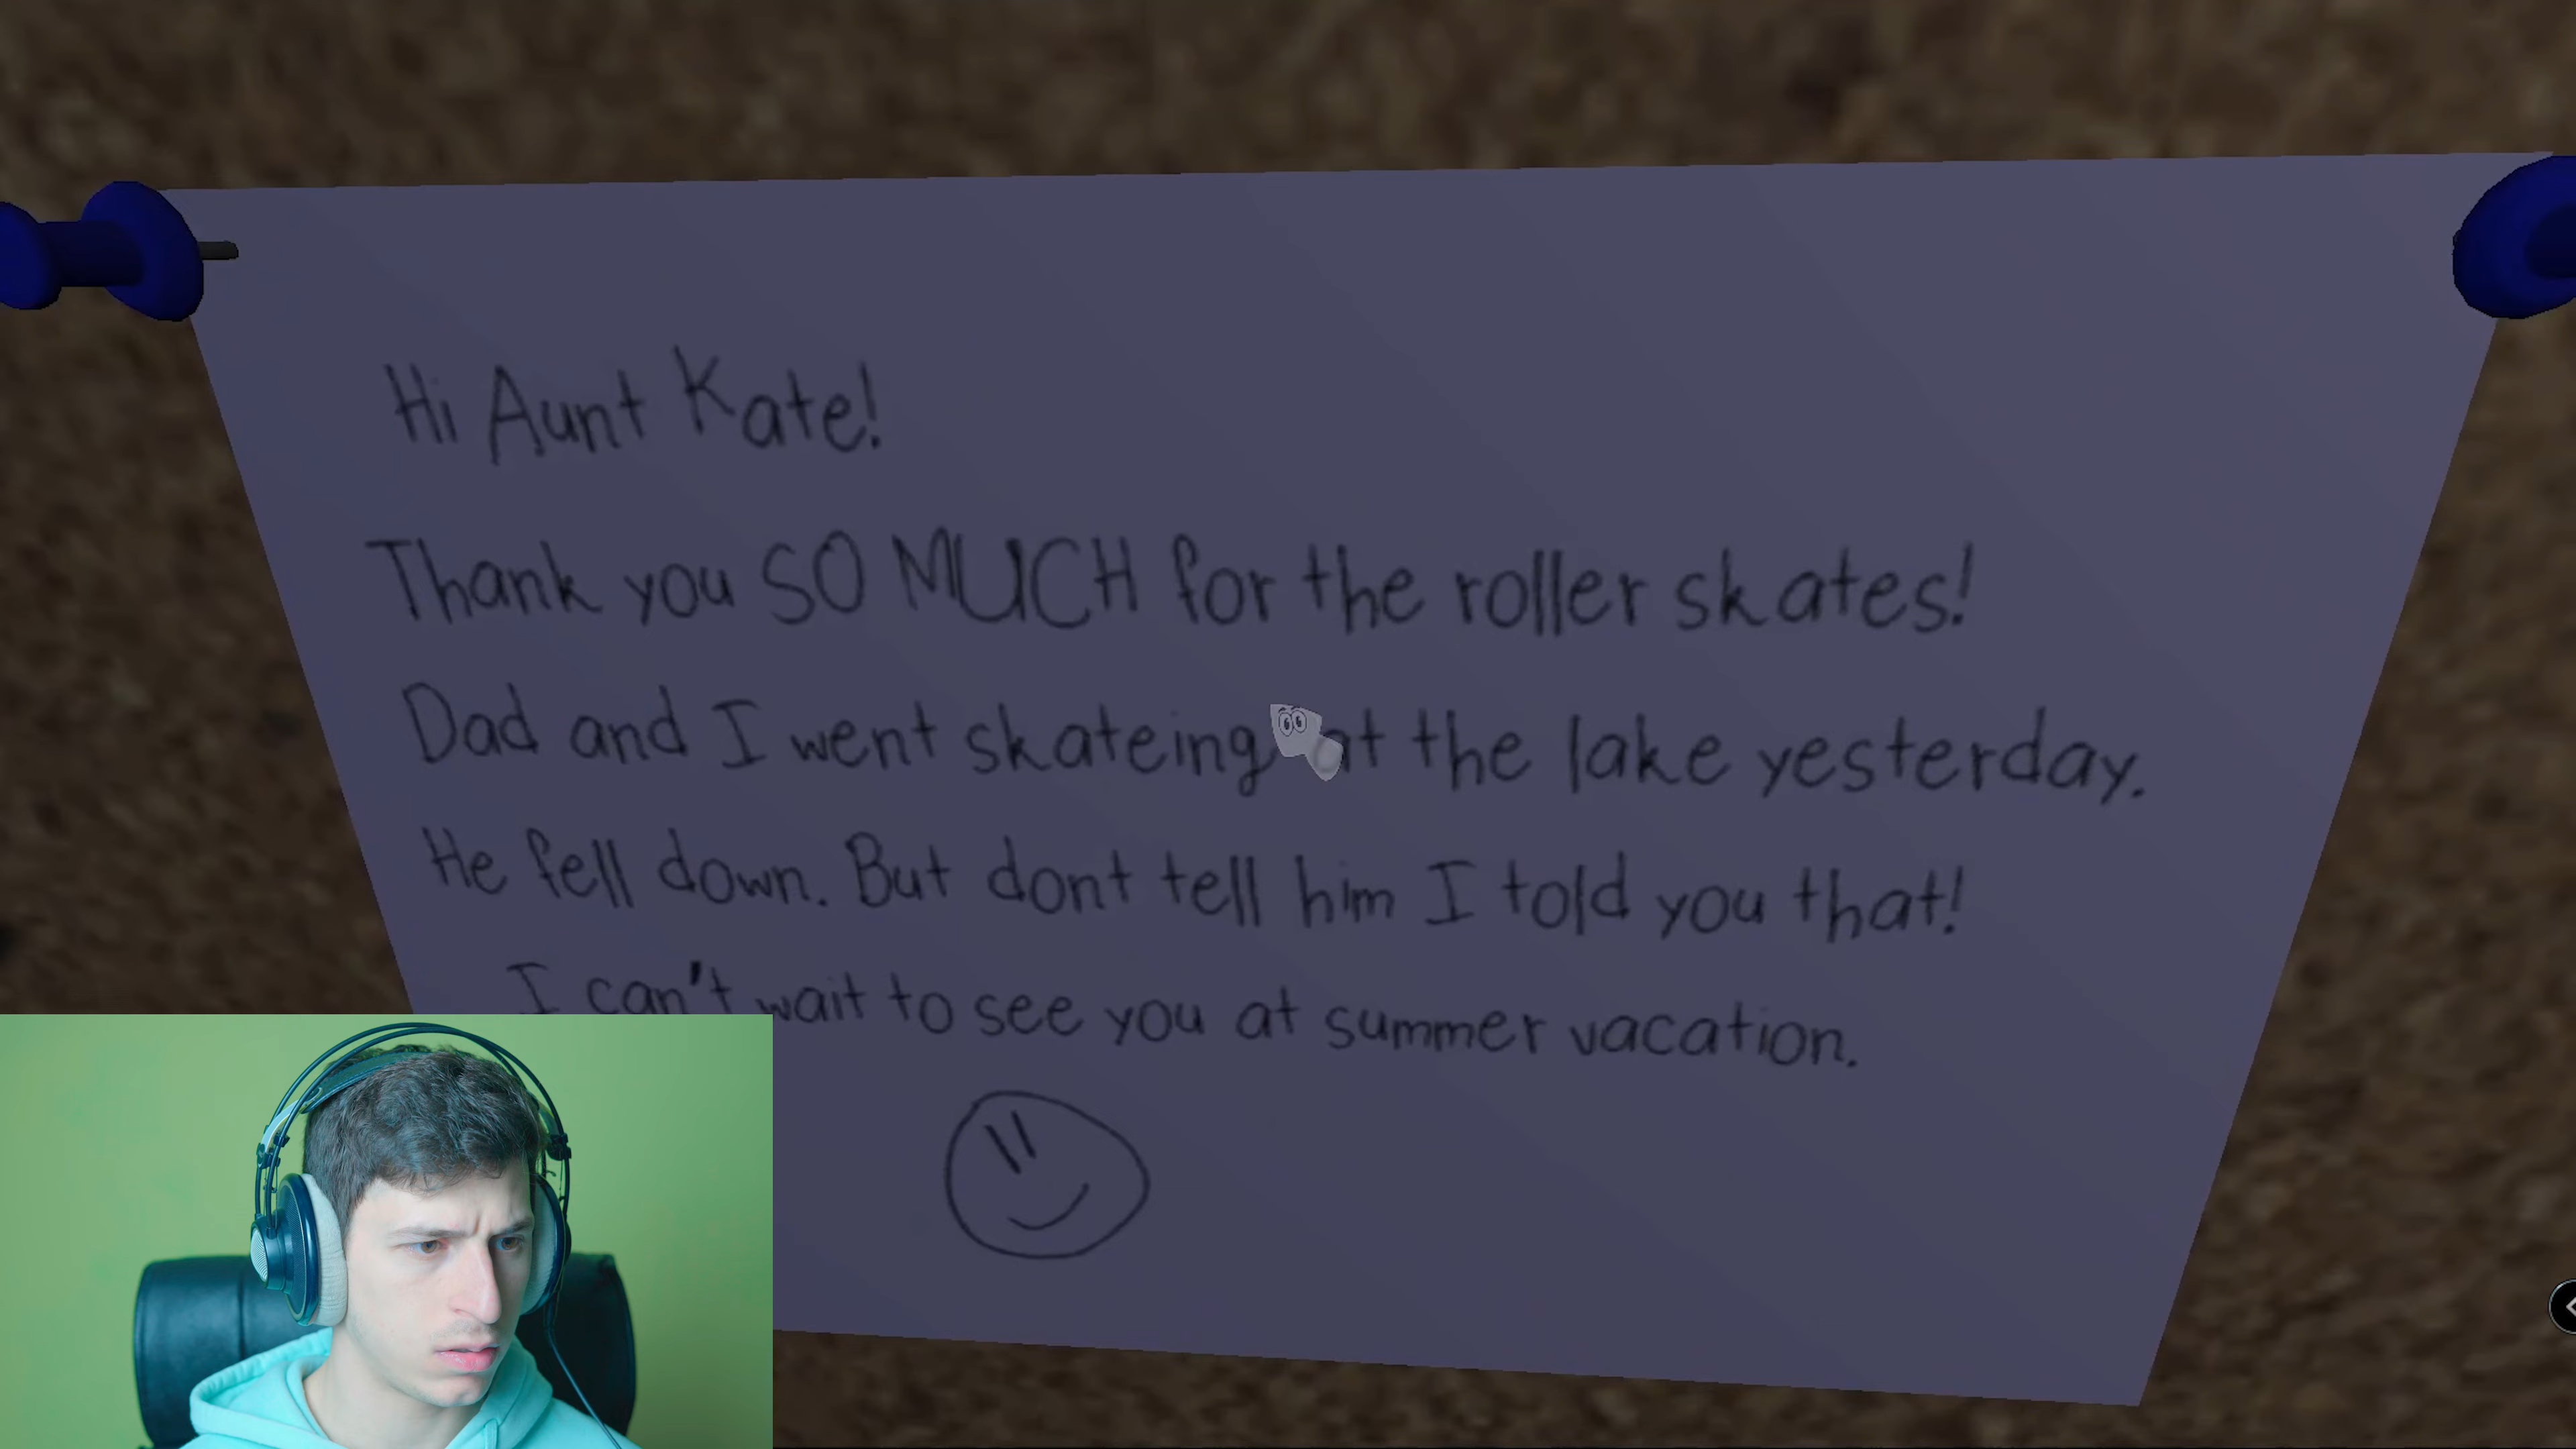 Hi Aunt Kate!
Thank you SO MUCH for the roller skates!
Dad and I went skateing at the lake yesterday.
He fell down. But dont tell him I told you that!
I can't wait to see you at summer vacation.